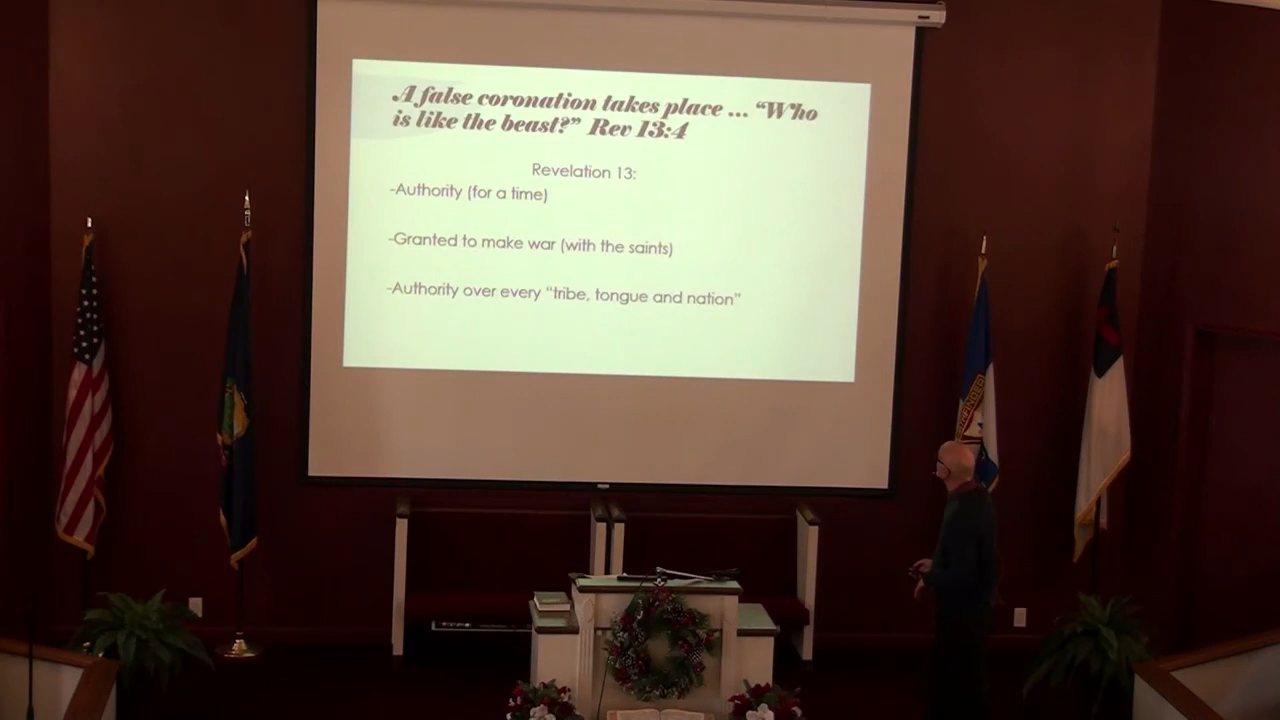 A false coronation takes place ... “Who
is like the beast?” Rev 13:4
Revelation 13:
-Authority (for a time)
-Granted to make war (with the saints)
-Authority over every “tribe, tongue and nation”